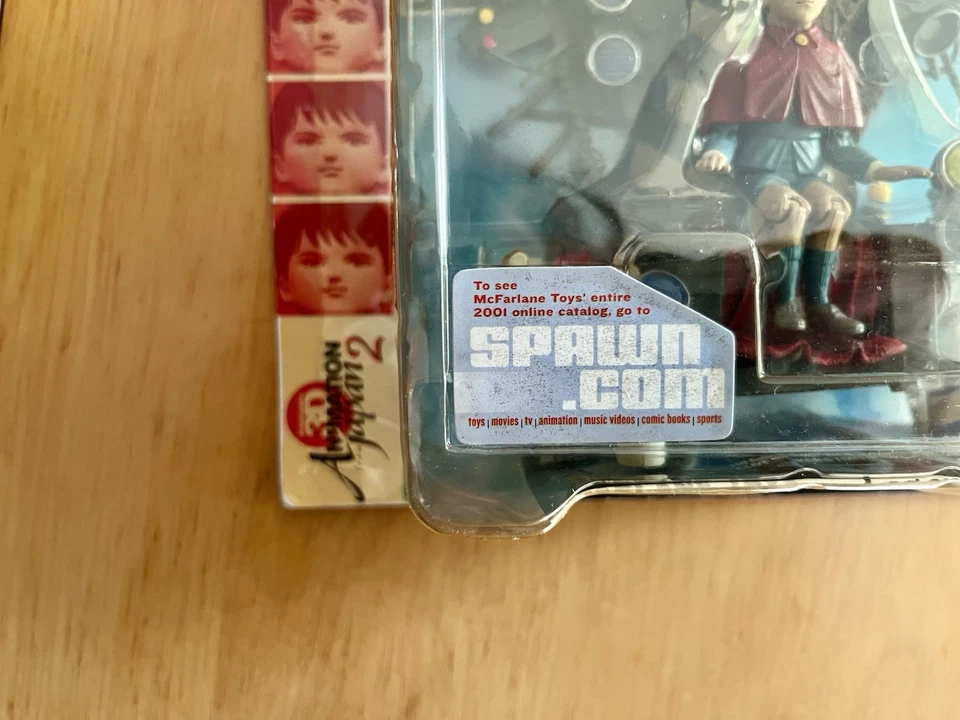 To see
McFarlane Toys' entire
2001 online catalog, go to
SPAWN
.com
toys | movies | tv | animation | music videos | comic books | sports
3D
ANIMATION
Japan 2